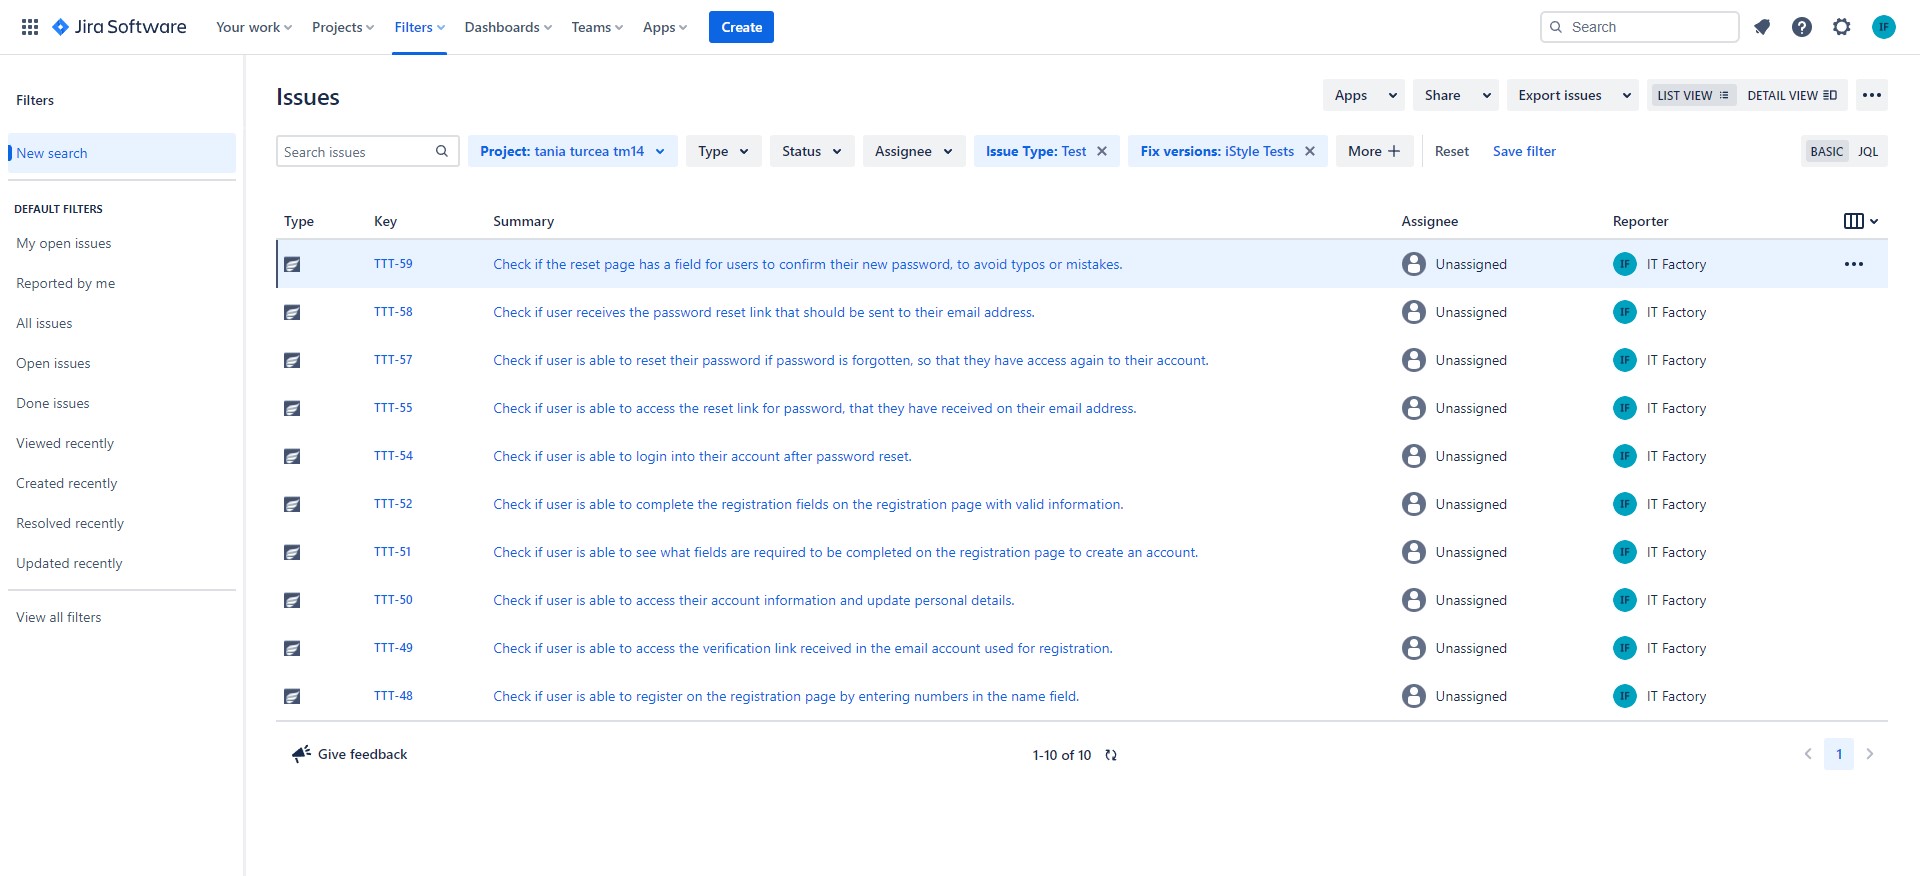 Jira Software Your work Projects Filters Dashboards Teams Apps Create Search IF
Filters
New search
DEFAULT FILTERS
My open issues
Reported by me
All issues
Open issues
Done issues
Viewed recently
Created recently
Resolved recently
Updated recently
View all filters
Issues Apps Share Export issues LIST VIEW DETAIL VIEW
Search issues Project: tania turcea tm14 Type Status Assignee Issue Type: Test Fix versions: iStyle Tests More Reset Save filter BASIC JQL
Type Key Summary Assignee Reporter
TTT-59 Check if the reset page has a field for users to confirm their new password, to avoid typos or mistakes. Unassigned IF IT Factory
TTT-58 Check if user receives the password reset link that should be sent to their email address. Unassigned IF IT Factory
TTT-57 Check if user is able to reset their password if password is forgotten, so that they have access again to their account. Unassigned IF IT Factory
TTT-55 Check if user is able to access the reset link for password, that they have received on their email address. Unassigned IF IT Factory
TTT-54 Check if user is able to login into their account after password reset. Unassigned IF IT Factory
TTT-52 Check if user is able to complete the registration fields on the registration page with valid information. Unassigned IF IT Factory
TTT-51 Check if user is able to see what fields are required to be completed on the registration page to create an account. Unassigned IF IT Factory
TTT-50 Check if user is able to access their account information and update personal details. Unassigned IF IT Factory
TTT-49 Check if user is able to access the verification link received in the email account used for registration. Unassigned IF IT Factory
TTT-48 Check if user is able to register on the registration page by entering numbers in the name field. Unassigned IF IT Factory
Give feedback 1-10 of 10 1